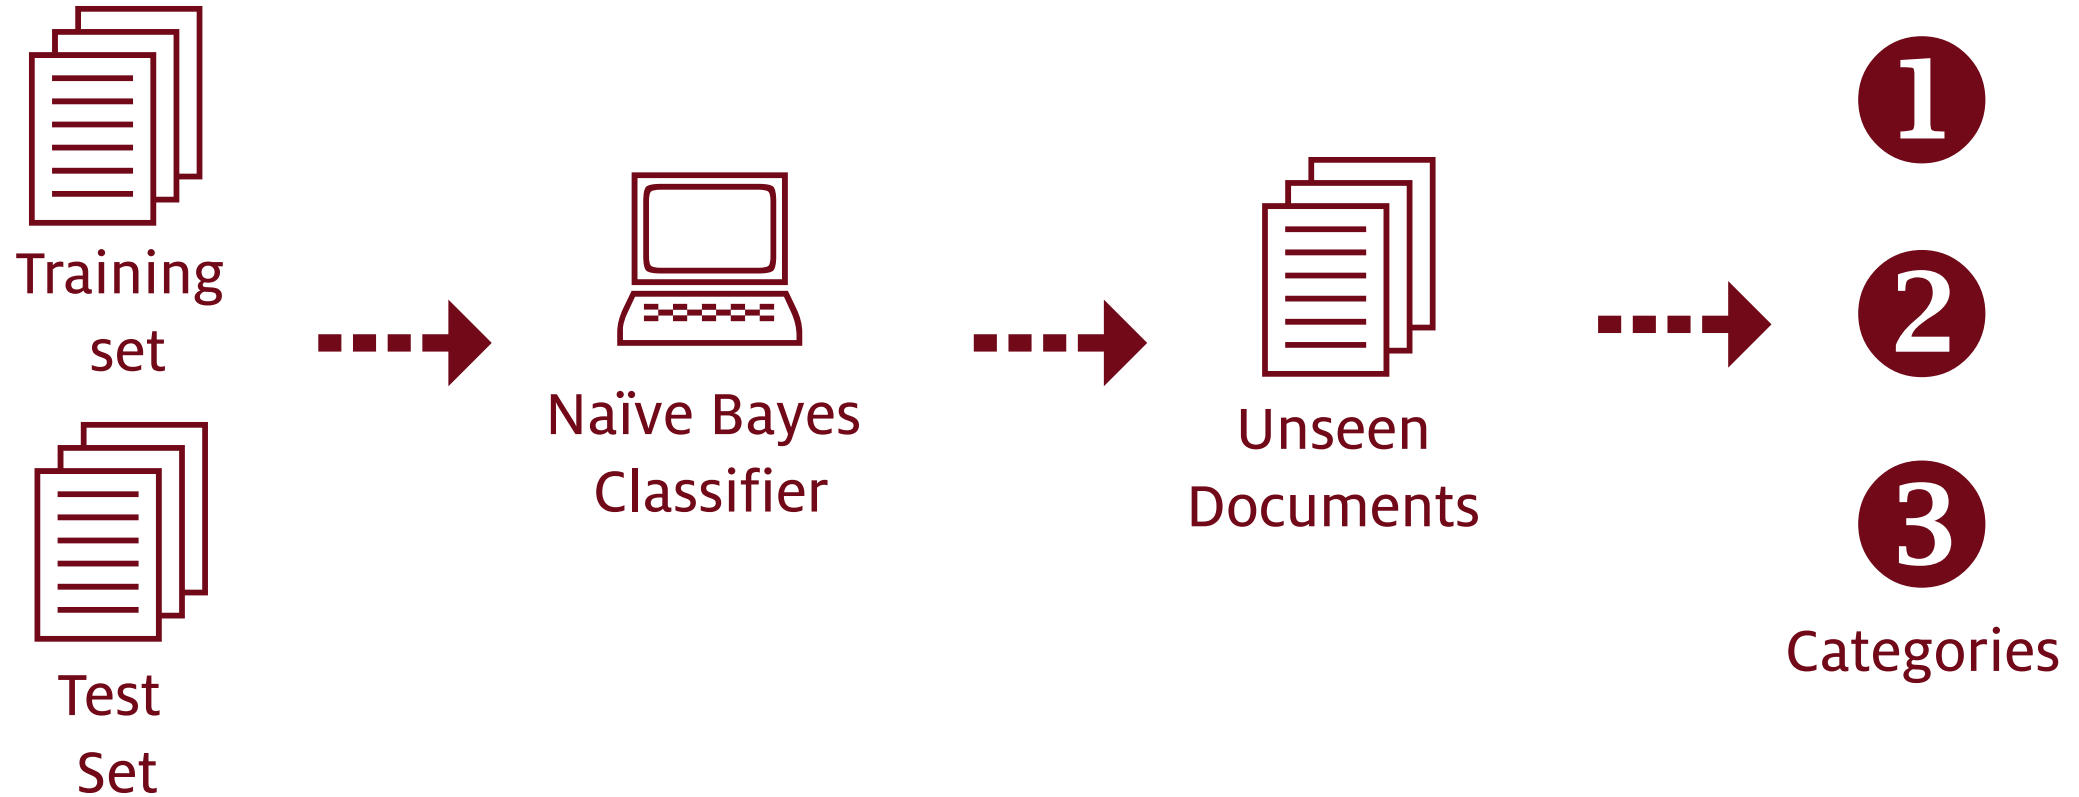 Training
set
Test
Set
Naïve Bayes
Classifier
Unseen
Documents
1
2
3
Categories